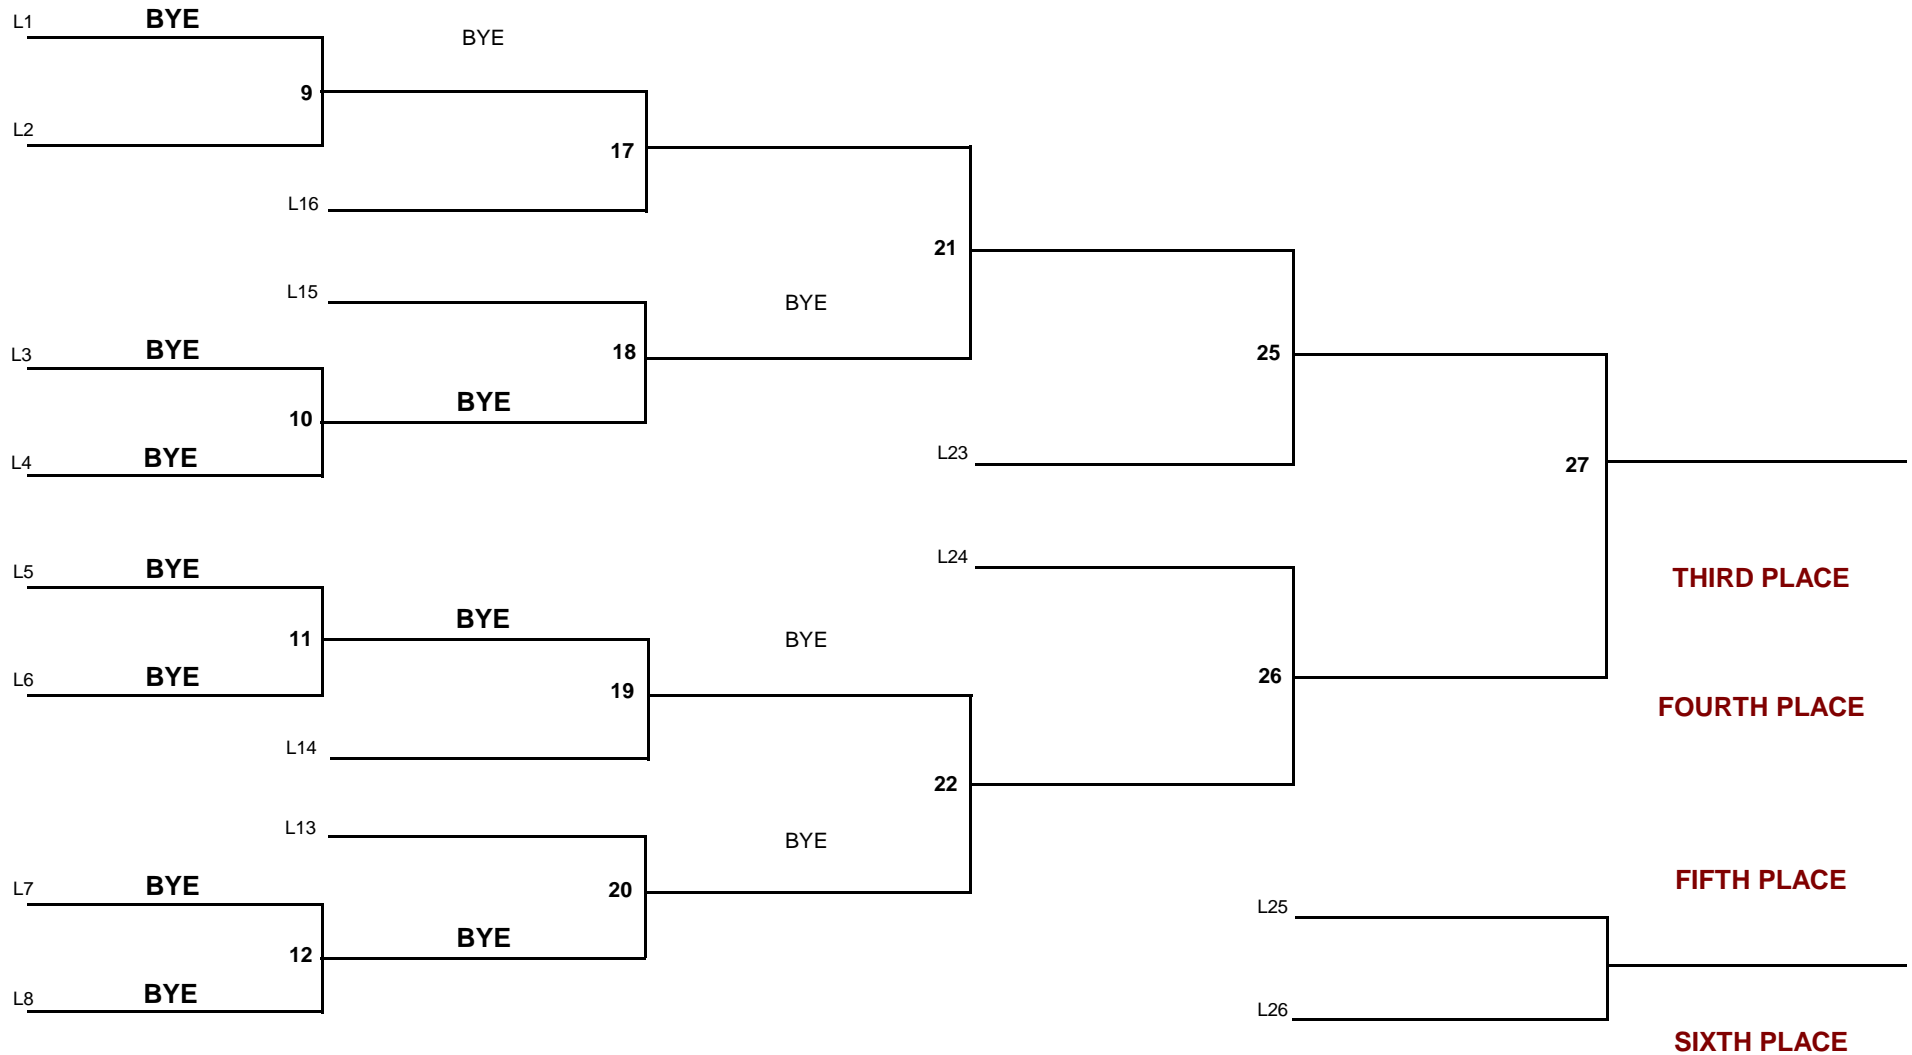 L1 BYE
BYE
9
L2
17
L16
21
L15 BYE
L3 BYE
18 25
10 BYE
L4 BYE
L23
27
L24
L5 BYE
THIRD PLACE
11 BYE BYE
L6 BYE
19 26
FOURTH PLACE
L14
22
L13 BYE
L7 BYE
20 FIFTH PLACE
L25
12 BYE
L8 BYE
L26
SIXTH PLACE